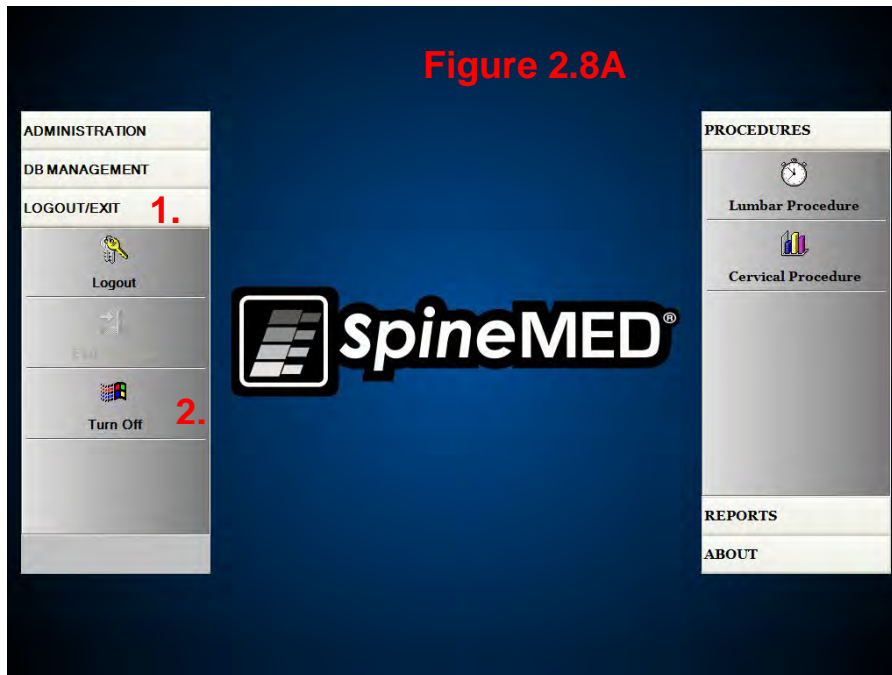 Figure 2.8A
ADMINISTRATION
DB MANAGEMENT
LOGOUT/EXIT 1.
Logout
Exit
Turn Off 2.
SpineMED®
PROCEDURES
Lumbar Procedure
Cervical Procedure
REPORTS
ABOUT